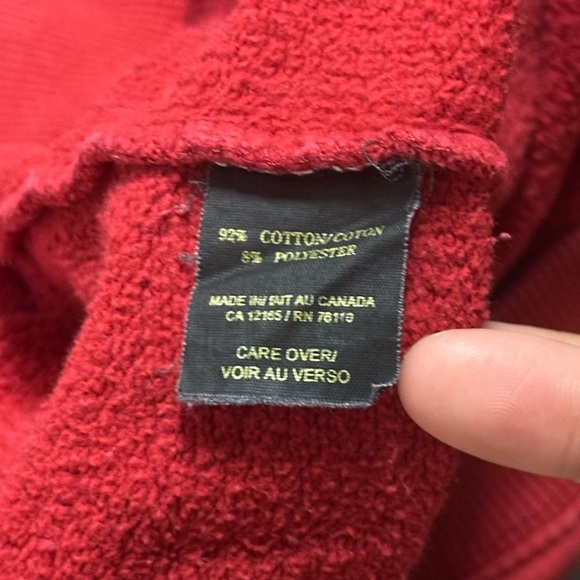 92% COTTON/COTON
8% POLYESTER
MADE IN/ FAIT AU CANADA
CA 12165 / RN 76119
CARE OVER/
VOIR AU VERSO